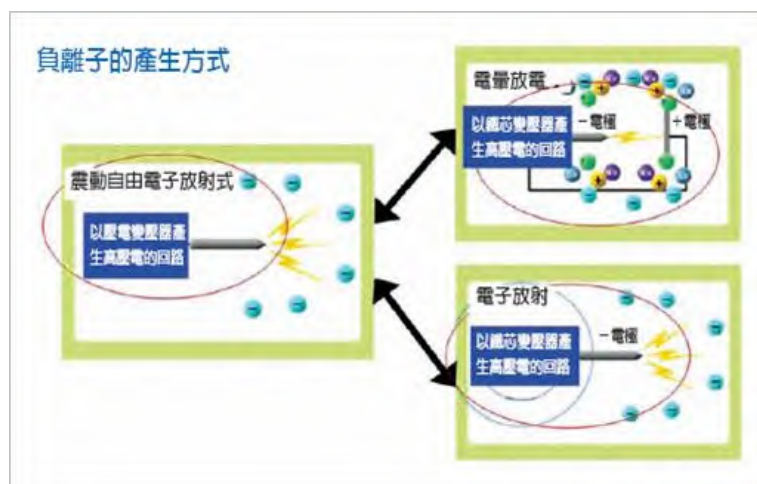 負離子的產生方式
震動自由電子放射式
以壓電變壓器產
生高壓電的回路
電暈放電
以鐵芯變壓器產
生高壓電的回路
－電極
＋電極
電子放射
以鐵芯變壓器產
生高壓電的回路
－電極